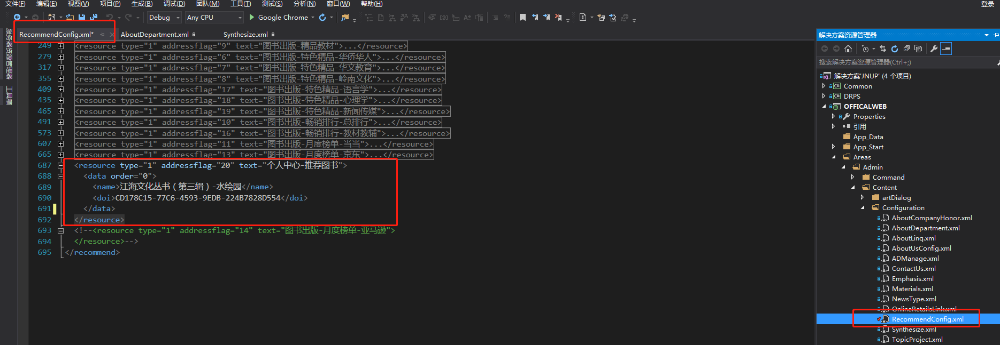 文件(F) 编辑(E) 视图(V) 项目(P) 生成(B) 调试(D) 团队(M) 工具(T) 测试(S) 分析(N) 窗口(W) 帮助(H) 登录
Debug Any CPU Google Chrome
服务器资源管理器
工具箱
RecommendConfig.xml* AboutDepartment.xml Synthesize.xml
249 <resource type="1" addressflag="9" text="图书出版-精品教材">...</resource>
279 <resource type="1" addressflag="6" text="图书出版-特色精品-华侨华人">...</resource>
317 <resource type="1" addressflag="7" text="图书出版-特色精品-华文教育">...</resource>
355 <resource type="1" addressflag="8" text="图书出版-特色精品-岭南文化">...</resource>
409 <resource type="1" addressflag="17" text="图书出版-特色精品-语言学">...</resource>
435 <resource type="1" addressflag="18" text="图书出版-特色精品-心理学">...</resource>
465 <resource type="1" addressflag="19" text="图书出版-特色精品-新闻传媒">...</resource>
491 <resource type="1" addressflag="10" text="图书出版-畅销排行-总排行">...</resource>
573 <resource type="1" addressflag="16" text="图书出版-畅销排行-教材教辅">...</resource>
607 <resource type="1" addressflag="11" text="图书出版-月度榜单-当当">...</resource>
665 <resource type="1" addressflag="13" text="图书出版-月度榜单-京东">...</resource>
687 <resource type="1" addressflag="20" text="个人中心-推荐图书">
688 <data order="0">
689 <name>江海文化丛书（第三辑）-水绘园</name>
690 <doi>CD178C15-77C6-4593-9EDB-224B7828D554</doi>
691 </data>
692 </resource>
693 <!--<resource type="1" addressflag="14" text="图书出版-月度榜单-亚马逊">
694 </resource>-->
695 </recommend>
解决方案资源管理器
搜索解决方案资源管理器(Ctrl+;)
解决方案'JNUP' (4 个项目)
Common
DRPS
OFFICALWEB
Properties
引用
App_Data
App_Start
Areas
Admin
Command
Content
artDialog
Configuration
AboutCompanyHonor.xml
AboutDepartment.xml
AboutLinq.xml
AboutUsConfig.xml
ADManage.xml
ContactUs.xml
Emphasis.xml
Materials.xml
NewsType.xml
OnlineRetailsLink.xml
RecommendConfig.xml
Synthesize.xml
TopicProject.xml